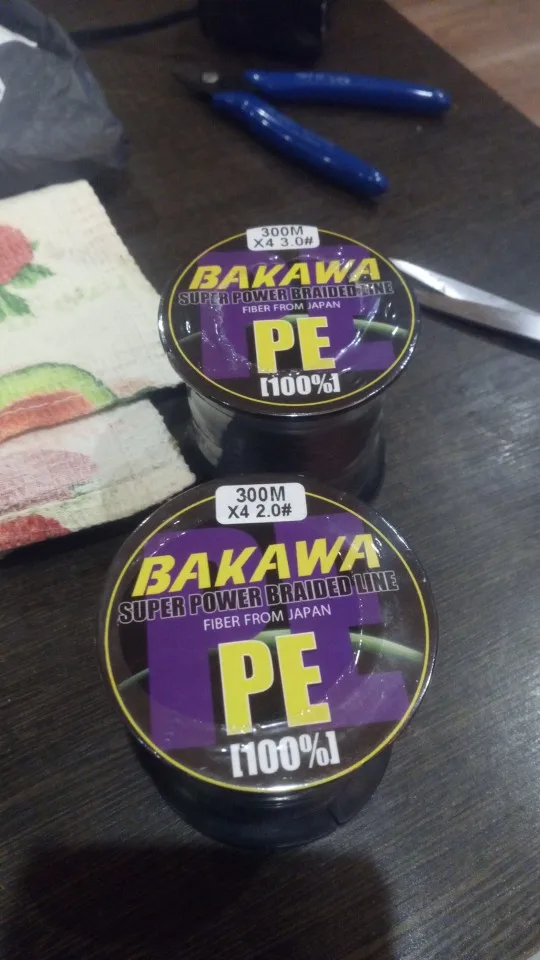 300M
X4 3.0#
BAKAWA
SUPER POWER BRAIDED LINE
FIBER FROM JAPAN
PE
[100%]
300M
X4 2.0#
BAKAWA
SUPER POWER BRAIDED LINE
FIBER FROM JAPAN
PE
[100%]